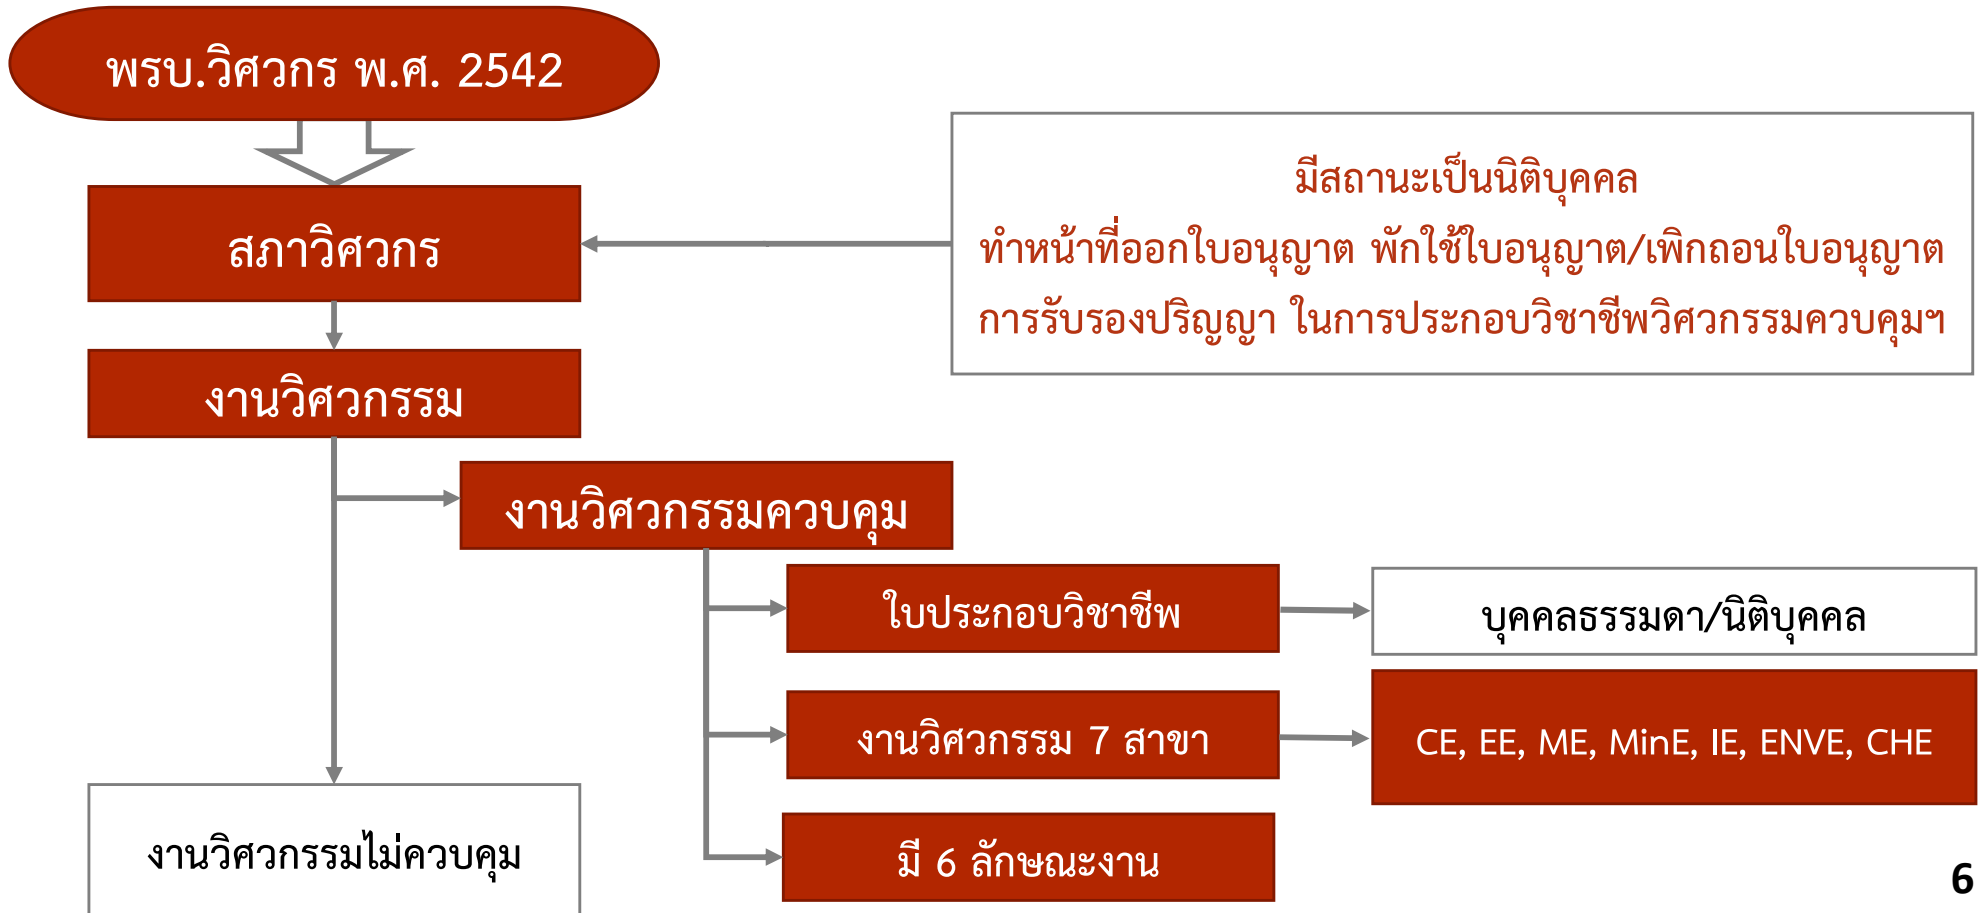 พรบ.วิศวกร พ.ศ. 2542
สภาวิศวกร
มีสถานะเป็นนิติบุคคล
ทำหน้าที่ออกใบอนุญาต พักใช้ใบอนุญาต/เพิกถอนใบอนุญาต
การรับรองปริญญา ในการประกอบวิชาชีพวิศวกรรมควบคุมฯ
งานวิศวกรรม
งานวิศวกรรมควบคุม
ใบประกอบวิชาชีพ
บุคคลธรรมดา/นิติบุคคล
งานวิศวกรรม 7 สาขา
CE, EE, ME, MinE, IE, ENVE, CHE
งานวิศวกรรมไม่ควบคุม
มี 6 ลักษณะงาน
6